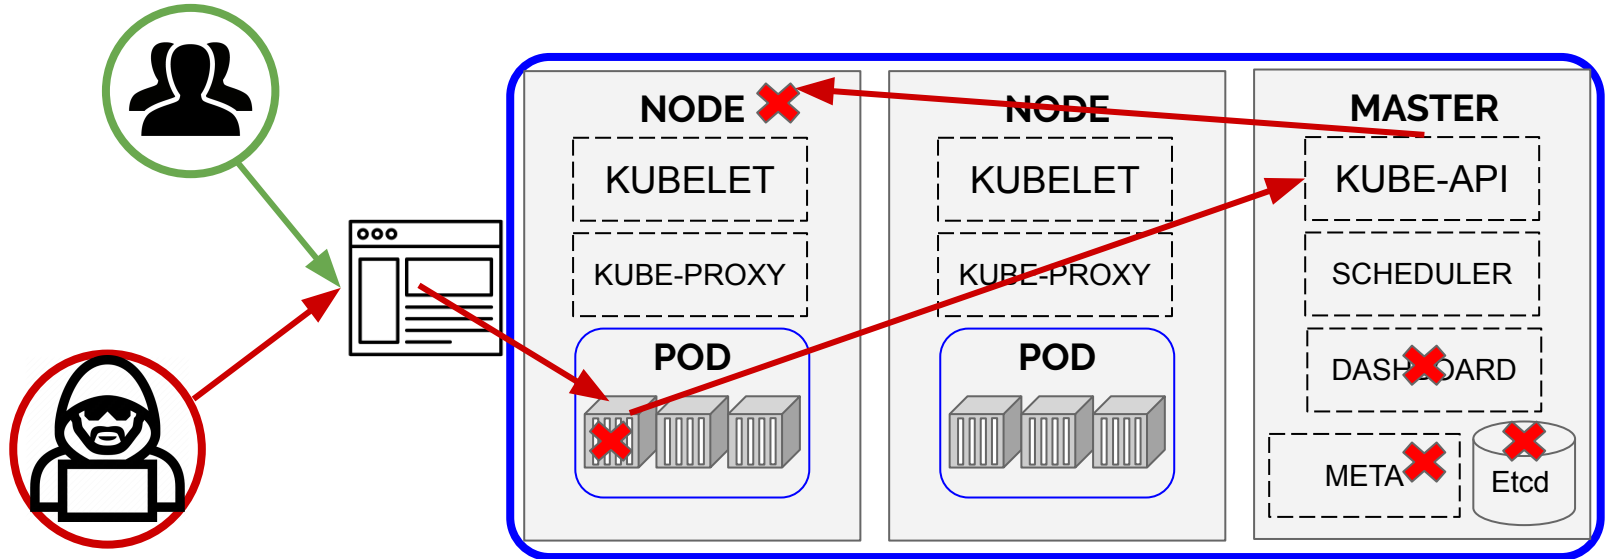 NODE
KUBELET
KUBE-PROXY
POD
NODE
KUBELET
KUBE-PROXY
POD
MASTER
KUBE-API
SCHEDULER
DASHBOARD
META
Etcd